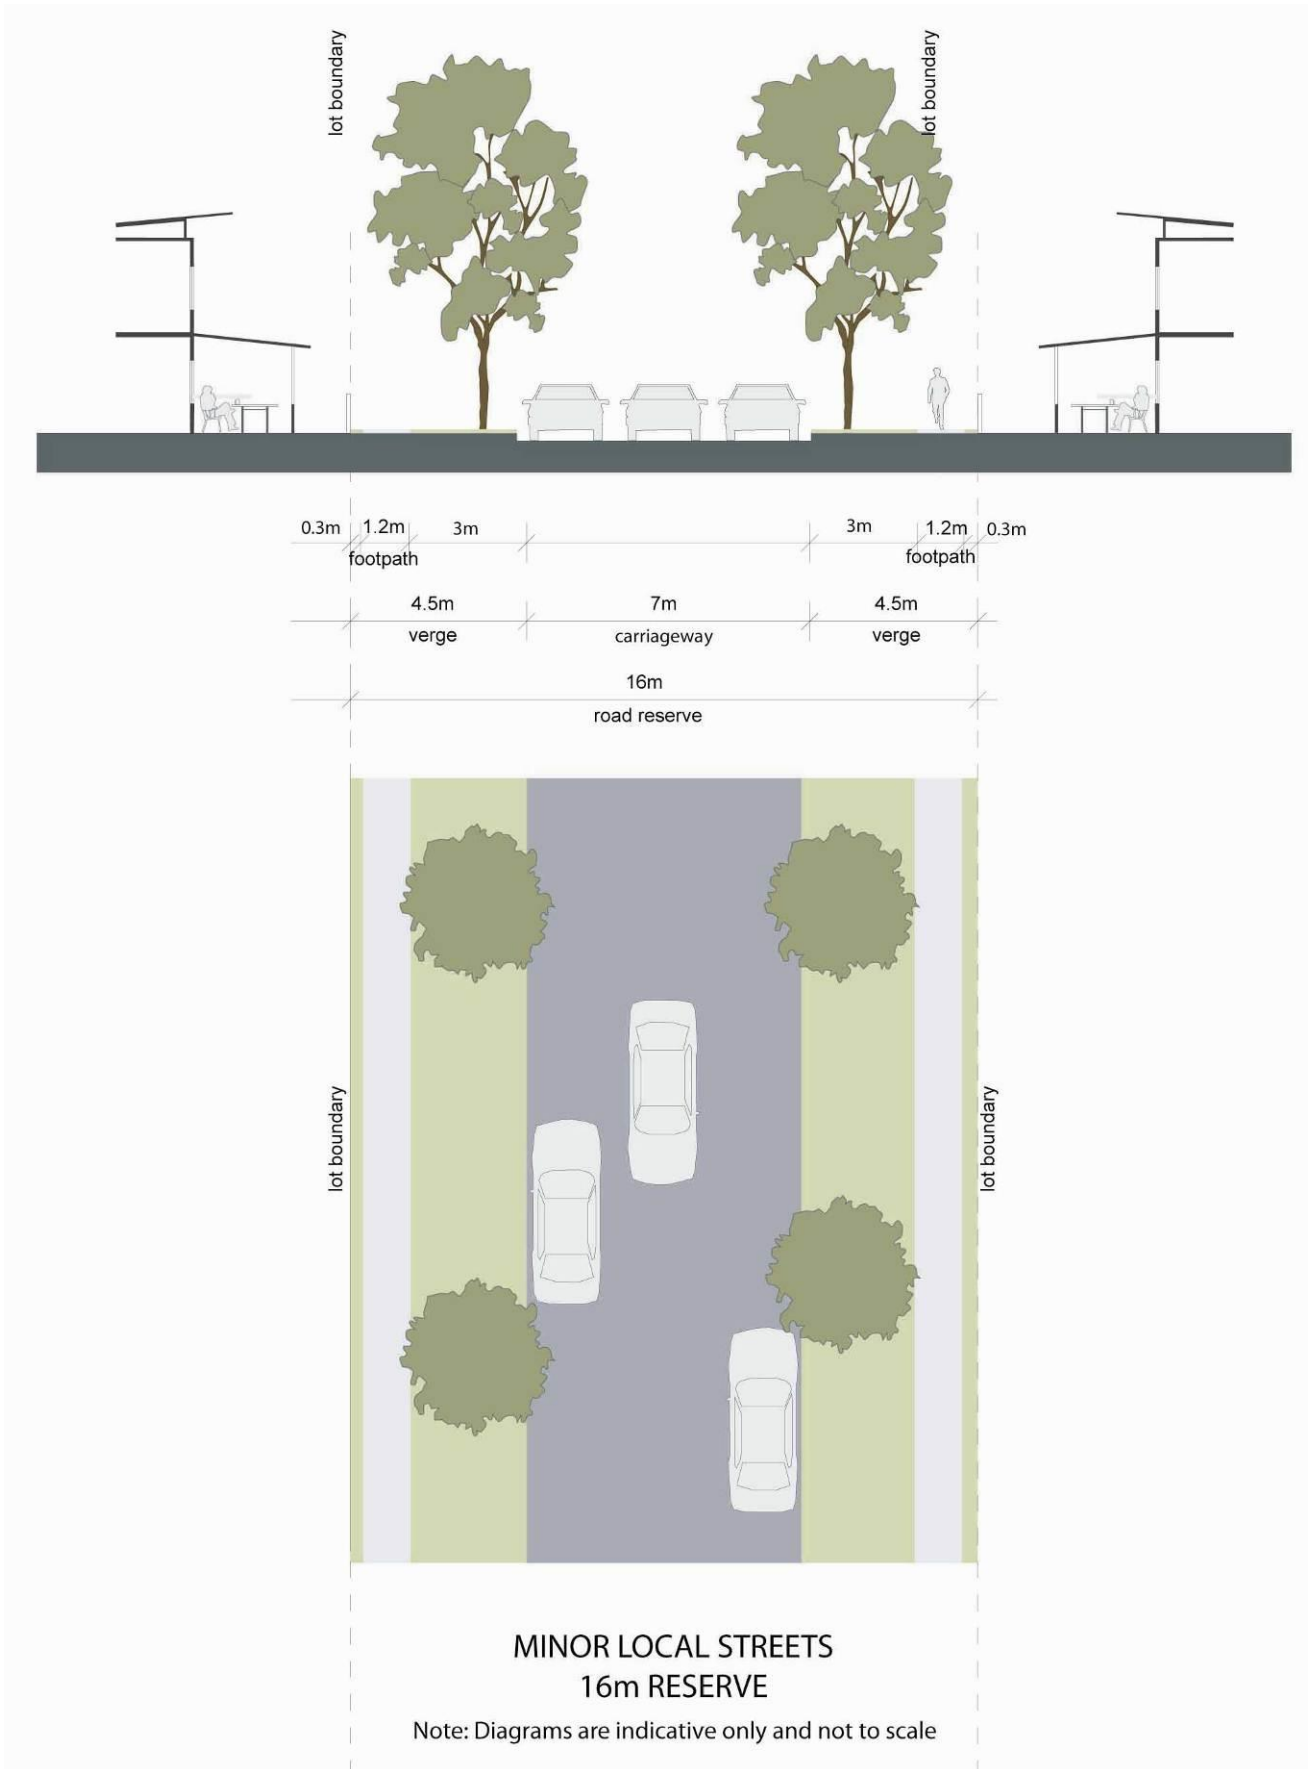 lot boundary
lot boundary
0.3m 1.2m 3m 3m 1.2m 0.3m
footpath footpath
4.5m 7m 4.5m
verge carriageway verge
16m
road reserve
lot boundary
lot boundary
MINOR LOCAL STREETS
16m RESERVE
Note: Diagrams are indicative only and not to scale